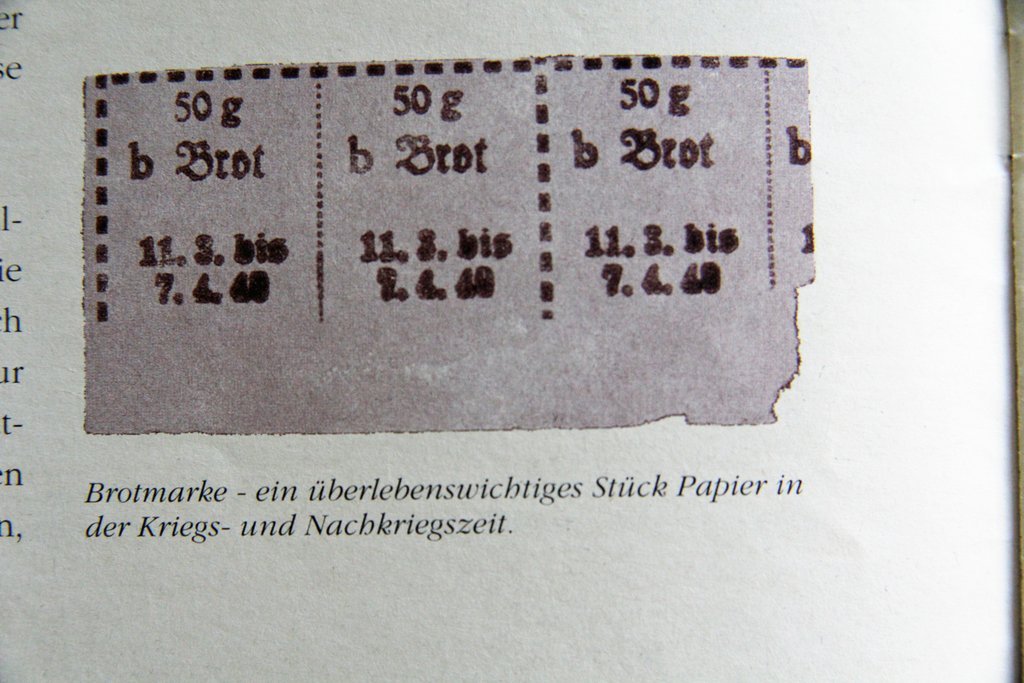 er
se
l-
ie
ch
ur
t-
en
n,
50 g
b Brot
11. 3. bis
7. 4. 40
50 g
b Brot
11. 3. bis
7. 4. 40
50 g
b Brot
11. 3. bis
7. 4. 40
b
1
Brotmarke - ein überlebenswichtiges Stück Papier in
der Kriegs- und Nachkriegszeit.